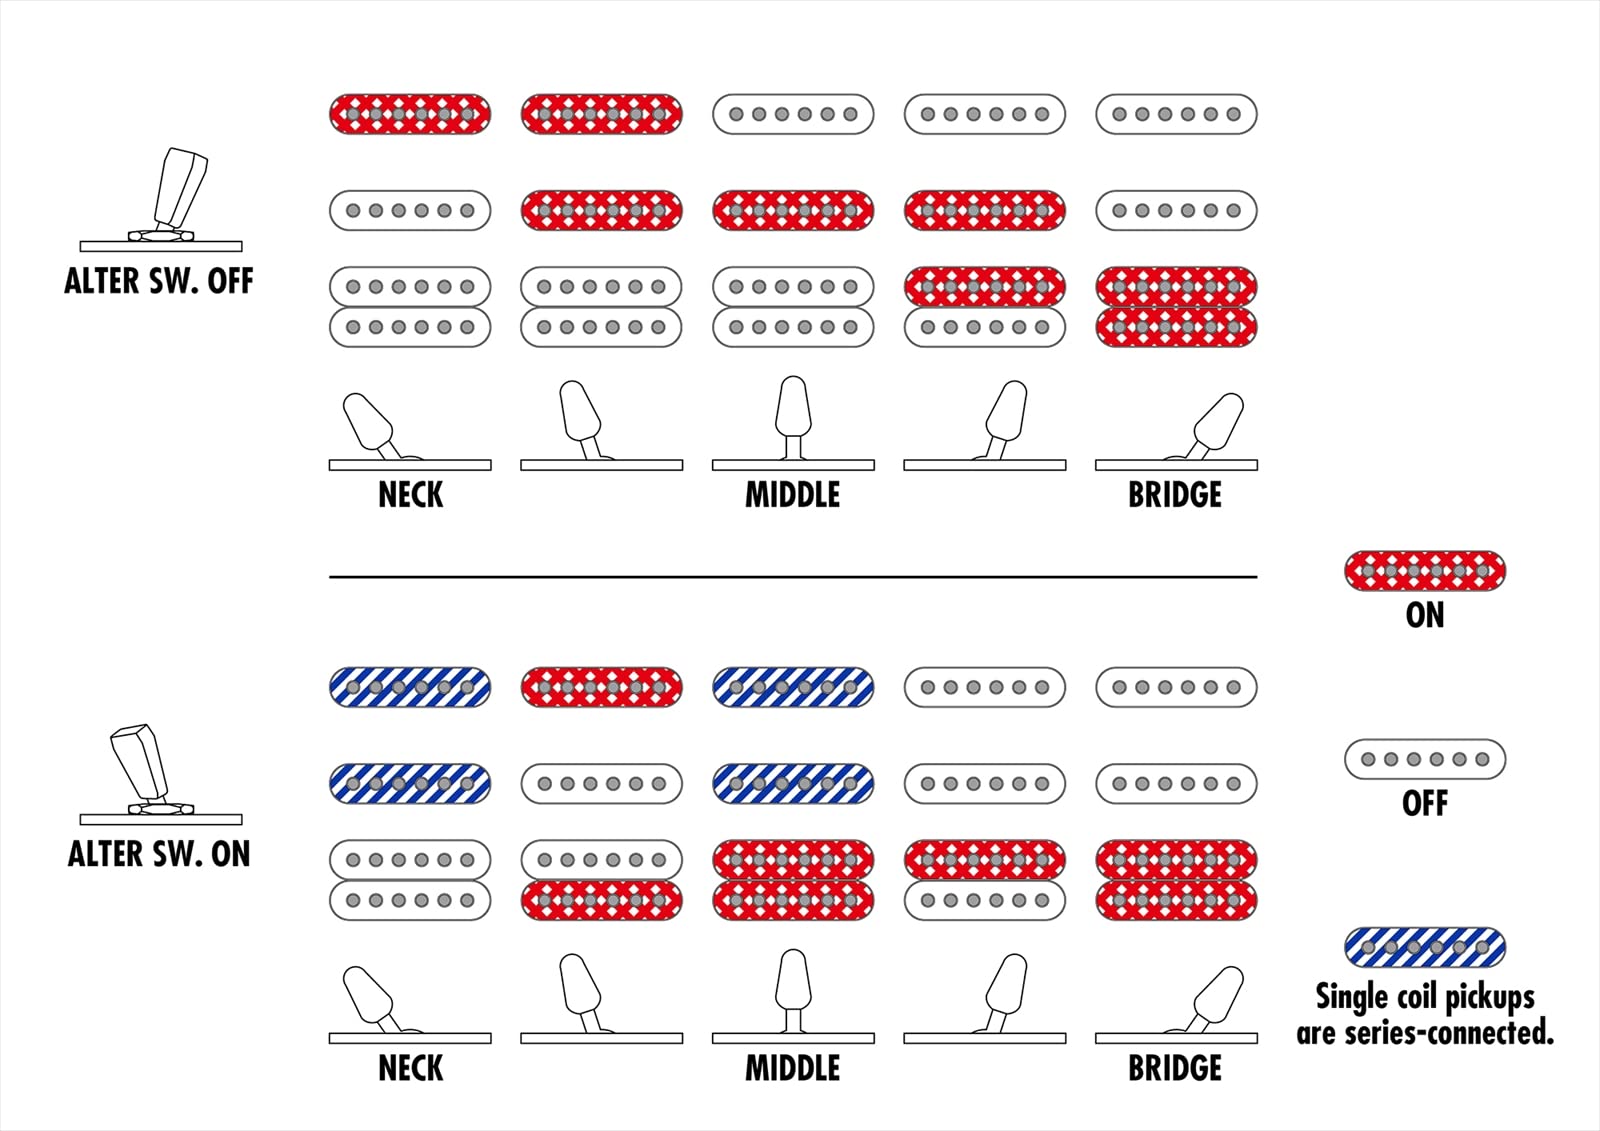 ALTER SW. OFF
NECK
MIDDLE
BRIDGE
ON
ALTER SW. ON
OFF
Single coil pickups
are series-connected.
NECK
MIDDLE
BRIDGE